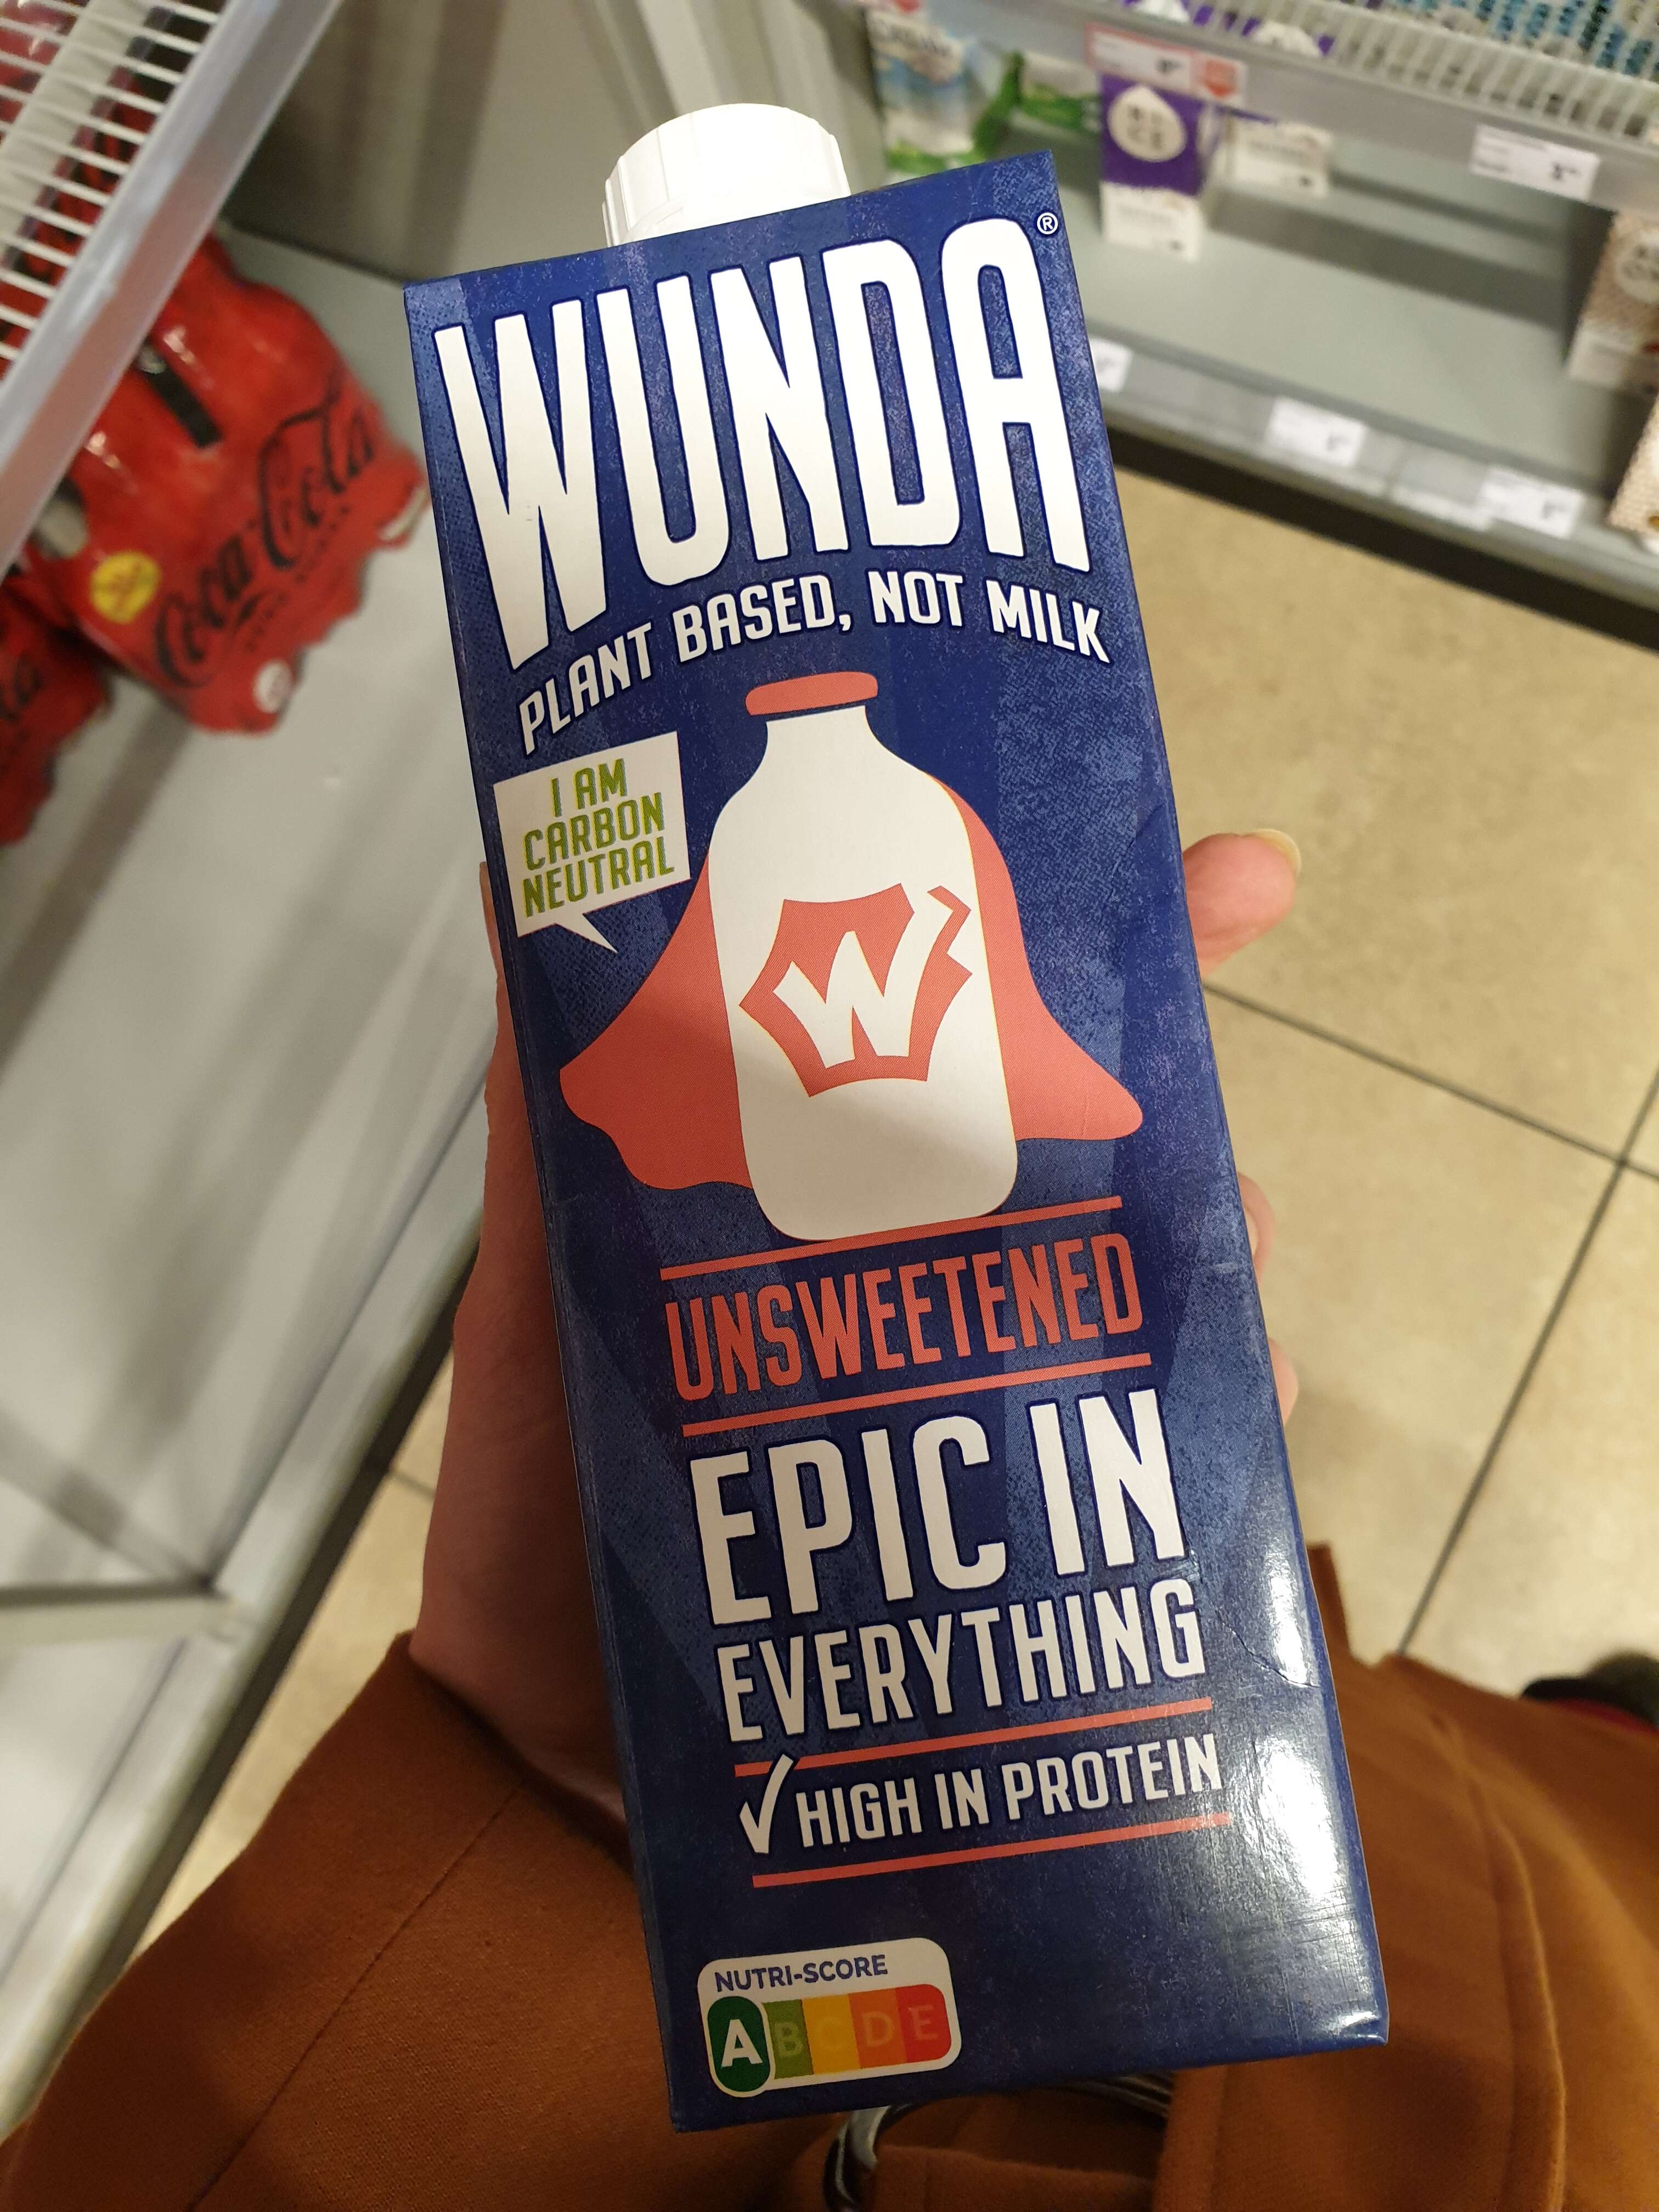 WUNDA®
PLANT BASED, NOT MILK
I AM
CARBON
NEUTRAL
W
UNSWEETENED
EPIC IN
EVERYTHING
✓ HIGH IN PROTEIN
NUTRI-SCORE
A B C D E
Coca-Cola